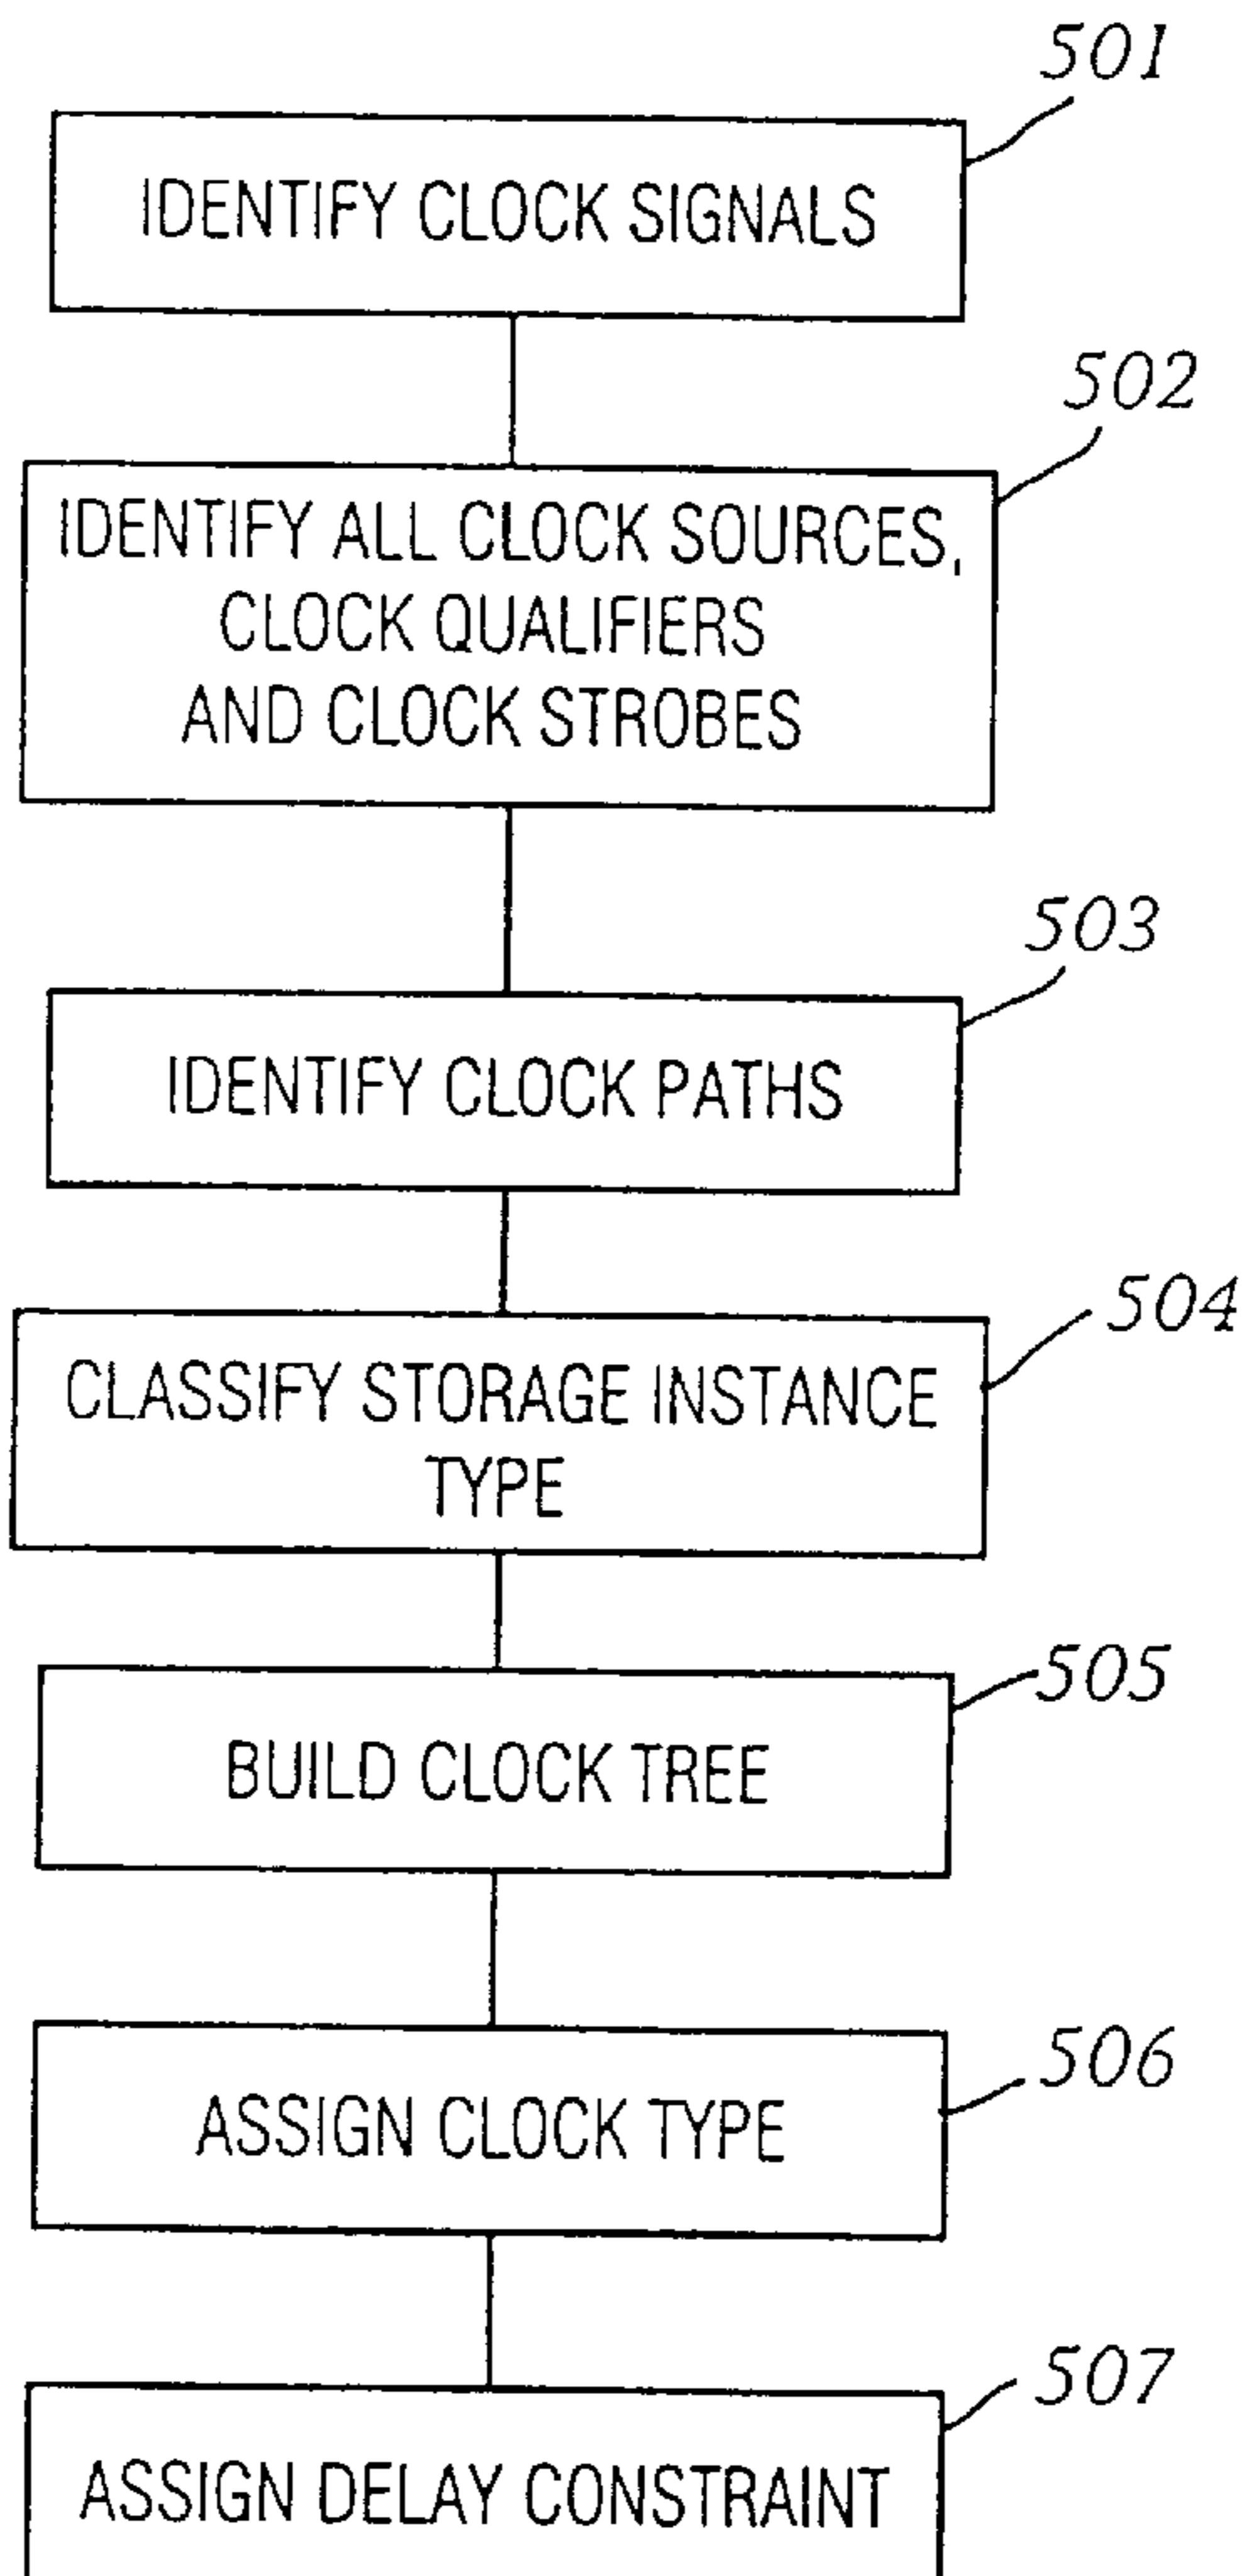 501
IDENTIFY CLOCK SIGNALS
502
IDENTIFY ALL CLOCK SOURCES,
CLOCK QUALIFIERS
AND CLOCK STROBES
503
IDENTIFY CLOCK PATHS
504
CLASSIFY STORAGE INSTANCE
TYPE
505
BUILD CLOCK TREE
506
ASSIGN CLOCK TYPE
507
ASSIGN DELAY CONSTRAINT